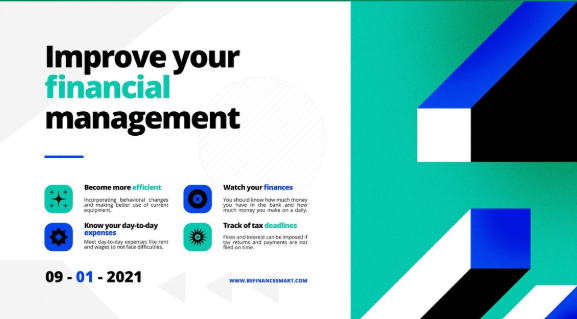 Improve your
financial
management
Become more efficient
Incorporating behavioral changes
and making better use of current
equipment.
Watch your finances
You should know how much money
you have in the bank and how
much money you make on a daily.
Know your day-to-day
expenses
Meet day-to-day expenses like rent
and wages to not face difficulties.
Track of tax deadlines
Fines and interest can be imposed if
tax returns and payments are not
filed on time.
09 - 01 - 2021
WWW.REFINANCESMART.COM